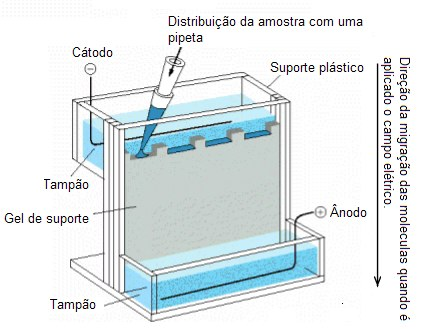 Distribuição da amostra com uma
pipeta
Cátodo
Suporte plástico
Tampão
Gel de suporte
Ânodo
Tampão
Direção da migração das moleculas quando é
aplicado o campo elétrico.